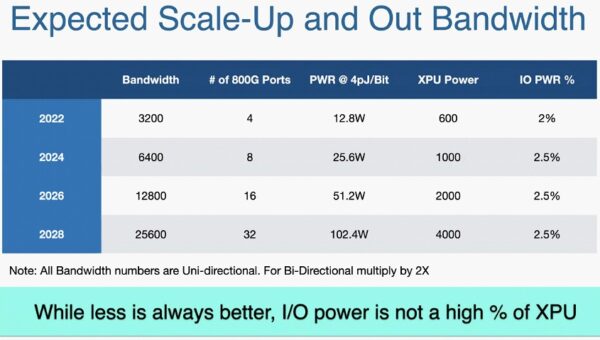 Expected Scale-Up and Out Bandwidth
Bandwidth # of 800G Ports PWR @ 4pJ/Bit XPU Power IO PWR %
2022 3200 4 12.8W 600 2%
2024 6400 8 25.6W 1000 2.5%
2026 12800 16 51.2W 2000 2.5%
2028 25600 32 102.4W 4000 2.5%
Note: All Bandwidth numbers are Uni-directional. For Bi-Directional multiply by 2X
While less is always better, I/O power is not a high % of XPU